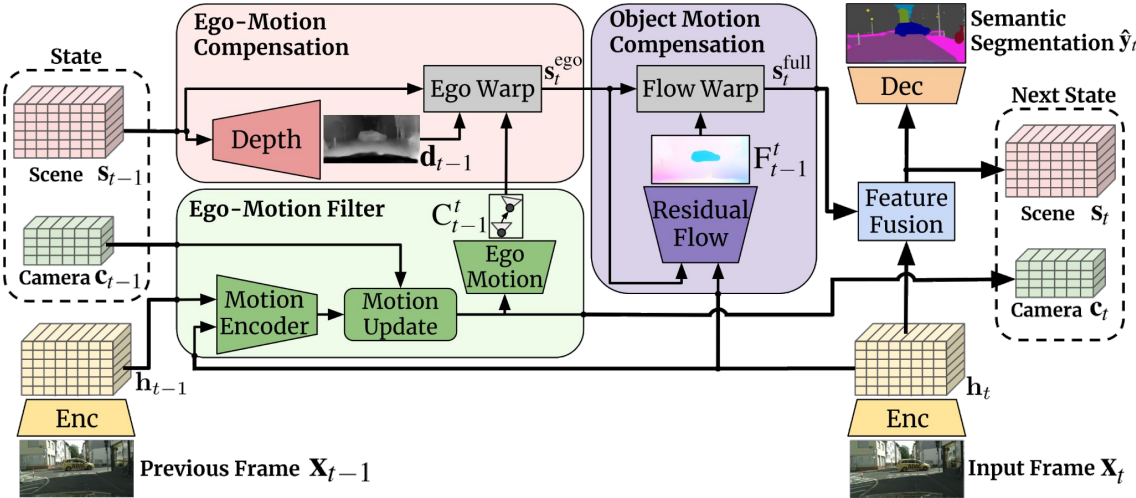 State
Scene s_{t−1}
Camera c_{t−1}
h_{t−1}
Enc
Previous Frame X_{t−1}
Ego-Motion
Compensation
Depth
d_{t−1}
Ego Warp
s_t^{ego}
Ego-Motion Filter
C_{t−1}^t
Ego
Motion
Motion
Encoder
Motion
Update
Object Motion
Compensation
Flow Warp
s_t^{full}
F_{t−1}^t
Residual
Flow
Semantic
Segmentation ŷ_t
Dec
Feature
Fusion
Next State
Scene s_t
Camera c_t
h_t
Enc
Input Frame X_t